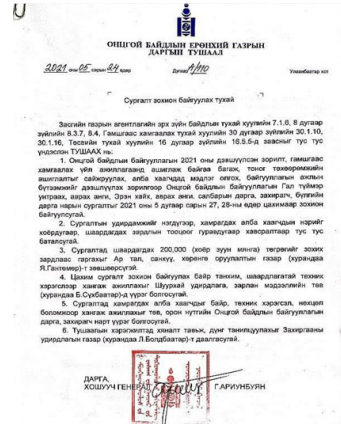 ОНЦГОЙ БАЙДЛЫН ЕРӨНХИЙ ГАЗРЫН
ДАРГЫН ТУШААЛ
2021 оны 05 сарын 24 өдөр Дугаар А/110 Улаанбаатар хот
Сургалт зохион байгуулах тухай
Засгийн газрын агентлагийн эрх зүйн байдлын тухай хуулийн 7.1.6, 8 дугаар
зүйлийн 8.3.7, 8.4, Гамшгаас хамгаалах тухай хуулийн 30 дугаар зүйлийн 30.1.10,
30.1.16, Төсвийн тухай хуулийн 16 дугаар зүйлийн 16.5.5-д заасныг тус тус
үндэслэн ТУШААХ нь:
1. Онцгой байдлын байгууллагын 2021 оны дэвшүүлсэн зорилт, гамшгаас
хамгаалах үйл ажиллагаанд ашиглаж байгаа багаж, тоног төхөөрөмжийн
ашиглалтыг сайжруулах, алба хаагчдад мэдлэг олгох, байгууллагын ажлын
бүтээмжийг дээшлүүлэх зорилгоор Онцгой байдлын байгууллагын Гал түймэр
унтраах, аврах анги, Эрэн хайх, аврах анги, салбарын дарга, захирагч, бүлгийн
дарга нарын сургалтыг 2021 оны 5 дугаар сарын 27, 28-ны өдөр цахимаар зохион
байгуулсугай.
2. Сургалтын удирдамжийг нэгдүгээр, хамрагдах алба хаагчдын нэрийг
хоёрдугаар, шаардагдах зардлын тооцоог гуравдугаар хавсралтаар тус тус
баталсугай.
3. Сургалтад шаардагдах 200,000 (хоёр зуун мянга) төгрөгийг зохих
зардлаас гаргахыг Ар тал, санхүү, хөрөнгө оруулалтын газар (хурандаа
Я.Гантөмөр)-т зөвшөөрсүгэй.
4. Цахим сургалт зохион байгуулах байр танхим, шаардлагатай техник
хэрэгслээр хангаж ажиллахыг Шуурхай удирдлага, зарлан мэдээллийн төв
(хурандаа Б.Сүхбаатар)-д үүрэг болгосугай.
5. Сургалтад хамрагдах алба хаагчдыг байр, техник хэрэгсэл, нөхцөл
боломжоор хангаж ажиллахыг төв, орон нутгийн Онцгой байдлын байгууллагын
дарга, захирагч нарт үүрэг болгосугай.
6. Тушаалын хэрэгжилтэд хяналт тавьж, дүнг танилцуулахыг Захиргааны
удирдлагын газар (хурандаа Л.Болдбаатар)-т даалгасугай.
ДАРГА,
ХОШУУЧ ГЕНЕРАЛ Г.АРИУНБУЯН